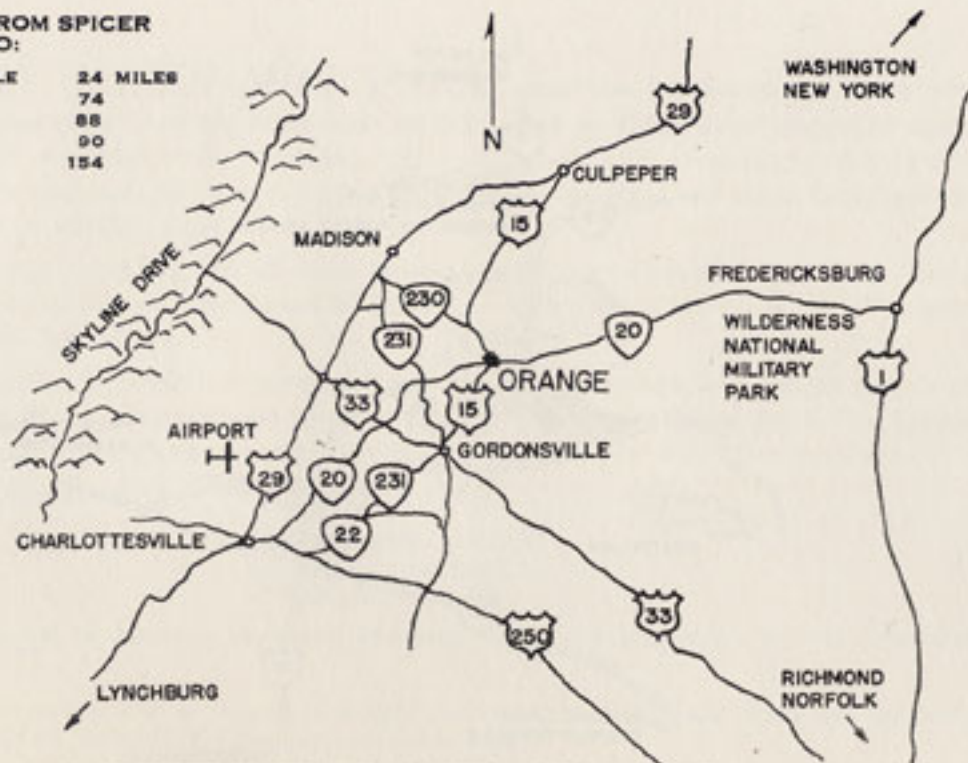 SPICER
24 MILES
74
88
90
154
N
WASHINGTON
NEW YORK
29
CULPEPER
15
MADISON
SKYLINE DRIVE
FREDERICKSBURG
230
20
231
WILDERNESS
NATIONAL
MILITARY
PARK
1
ORANGE
33
15
AIRPORT
GORDONSVILLE
29
20
231
22
CHARLOTTESVILLE
33
250
LYNCHBURG
RICHMOND
NORFOLK